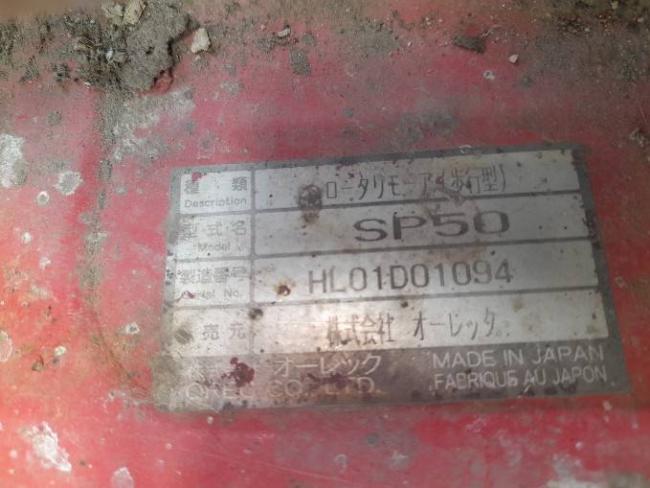 種類 ロータリモーア(歩行型)
Description
型式名 SP50
Model
製造番号 HL01D01094
Serial No.
売元 株式会社 オーレック
オーレック MADE IN JAPAN
CO., LTD. FABRIQUE AU JAPON